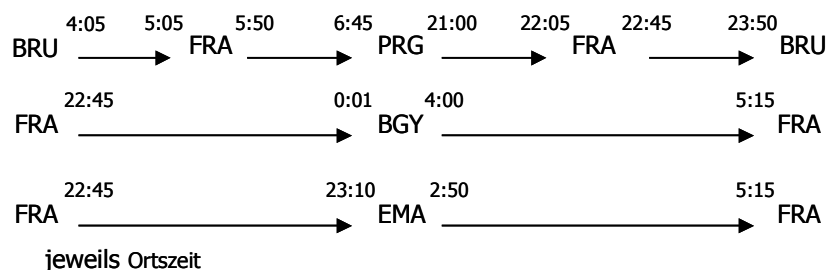 4:05 5:05 5:50 6:45 21:00 22:05 22:45 23:50
BRU FRA PRG FRA BRU
22:45 0:01 4:00 5:15
FRA BGY FRA
22:45 23:10 2:50 5:15
FRA EMA FRA
jeweils Ortszeit